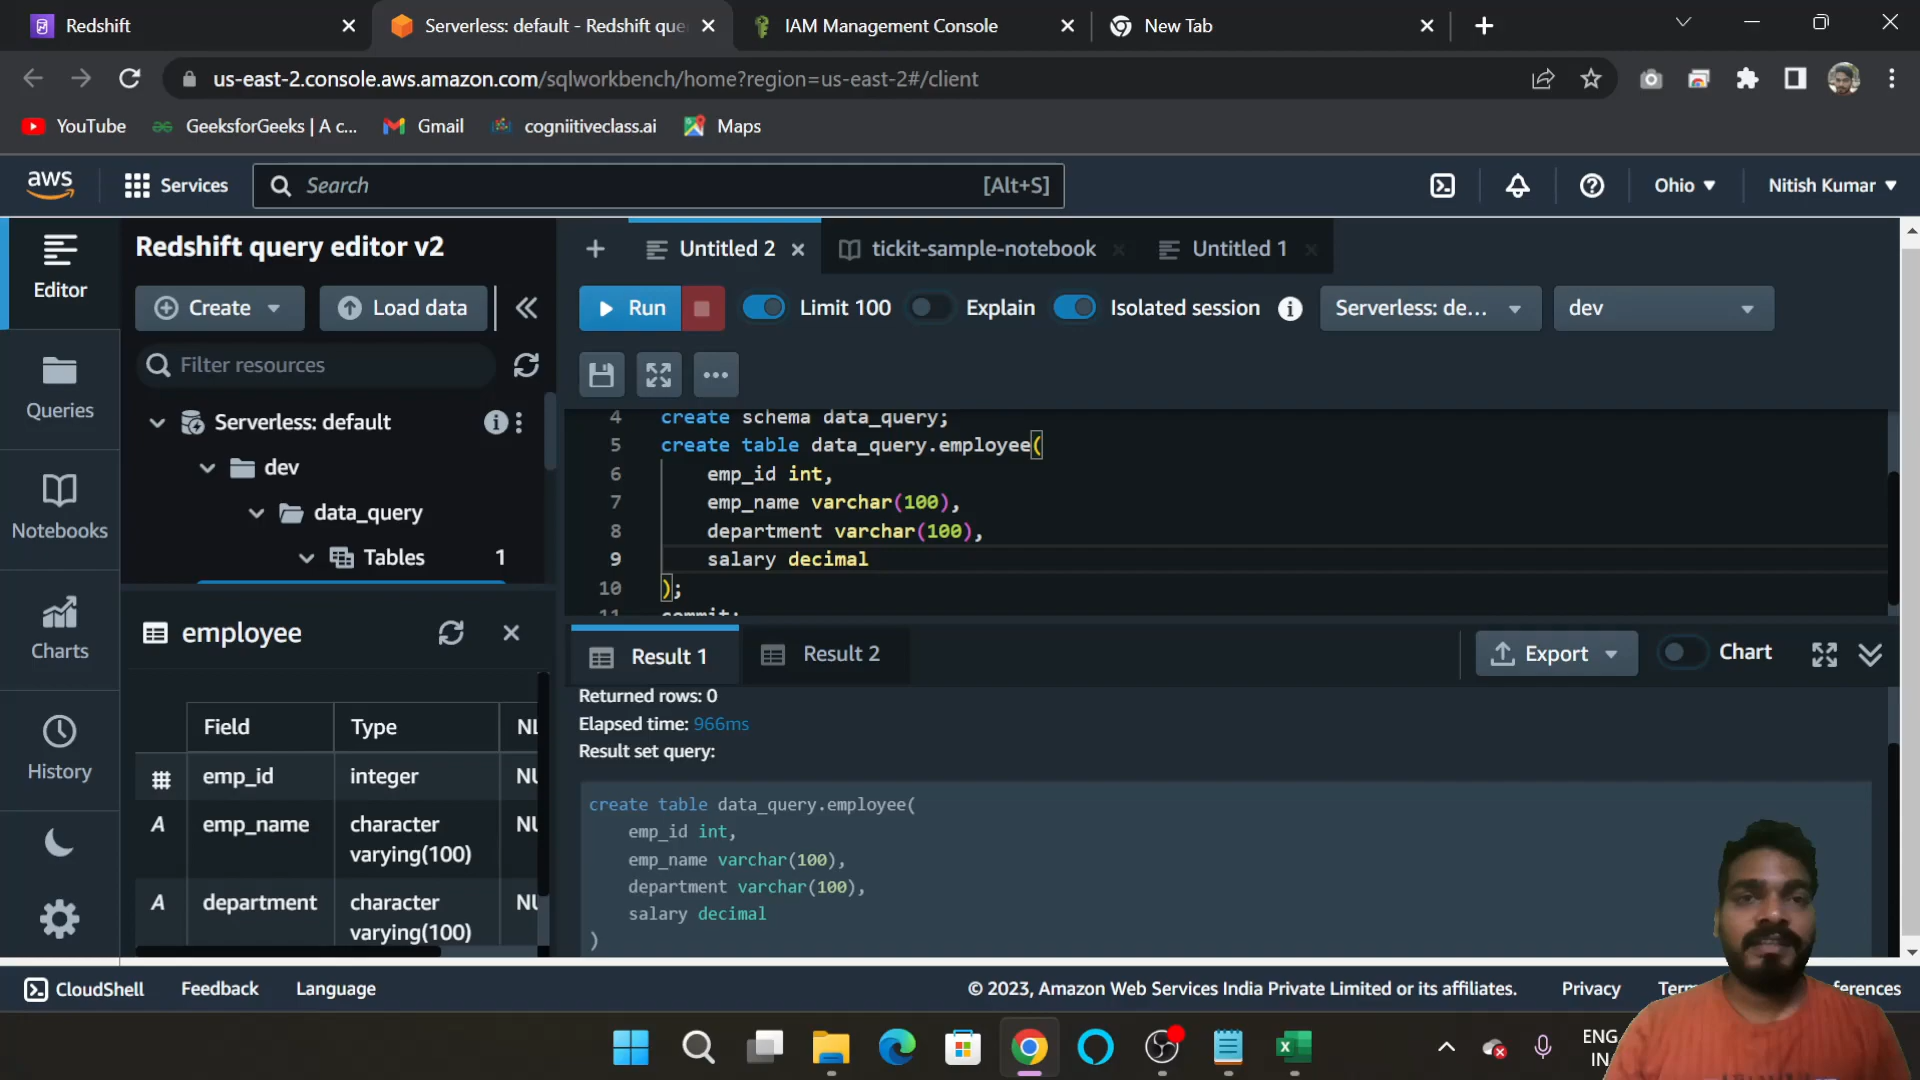 Redshift
Serverless: default - Redshift que
IAM Management Console
New Tab
us-east-2.console.aws.amazon.com/sqlworkbench/home?region=us-east-2#/client
YouTube
GeeksforGeeks | A c...
Gmail
cogniitiveclass.ai
Maps
aws
Services
Search
[Alt+S]
Ohio
Nitish Kumar
Editor
Queries
Notebooks
Charts
History
Redshift query editor v2
Create
Load data
Filter resources
Serverless: default
dev
data_query
Tables 1
employee
Field Type
emp_id integer
emp_name character varying(100)
department character varying(100)
Untitled 2
tickit-sample-notebook
Untitled 1
Run
Limit 100
Explain
Isolated session
Serverless: de...
dev
4 create schema data_query;
5 create table data_query.employee(
6 emp_id int,
7 emp_name varchar(100),
8 department varchar(100),
9 salary decimal
10 );
11 commit;
Result 1
Result 2
Export
Chart
Returned rows: 0
Elapsed time: 966ms
Result set query:
create table data_query.employee(
emp_id int,
emp_name varchar(100),
department varchar(100),
salary decimal
)
CloudShell
Feedback
Language
© 2023, Amazon Web Services India Private Limited or its affiliates.
Privacy
ENG
IN